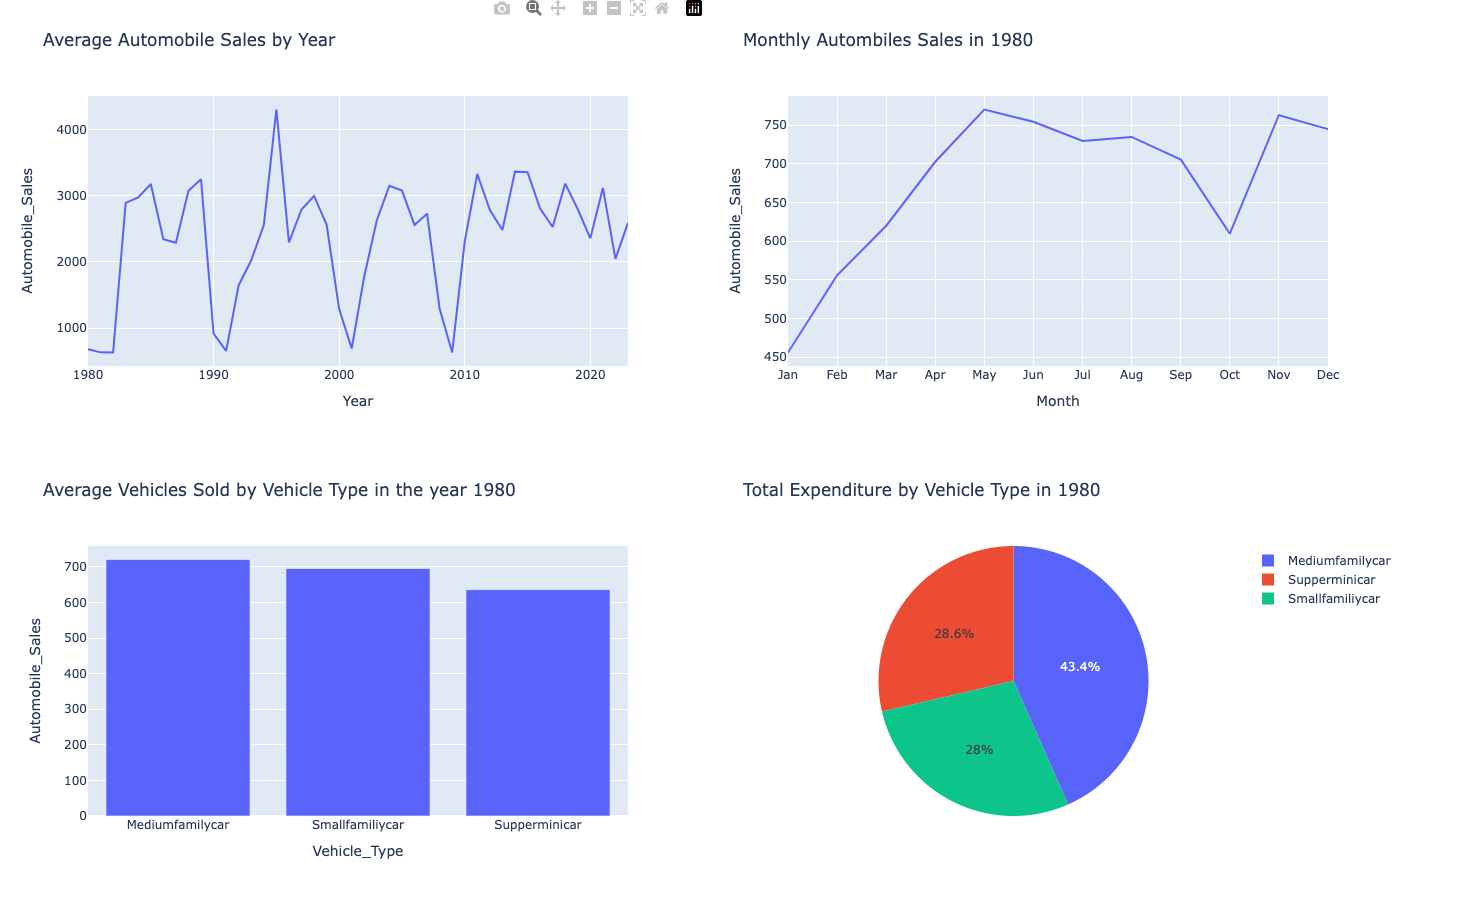 Average Automobile Sales by Year
4000
3000
2000
1000
Automobile_Sales
1980 1990 2000 2010 2020
Year
Monthly Autombiles Sales in 1980
750
700
650
600
550
500
450
Automobile_Sales
Jan Feb Mar Apr May Jun Jul Aug Sep Oct Nov Dec
Month
Average Vehicles Sold by Vehicle Type in the year 1980
700
600
500
400
300
200
100
0
Automobile_Sales
Mediumfamilycar Smallfamiliycar Supperminicar
Vehicle_Type
Total Expenditure by Vehicle Type in 1980
28.6%
43.4%
28%
Mediumfamilycar
Supperminicar
Smallfamiliycar